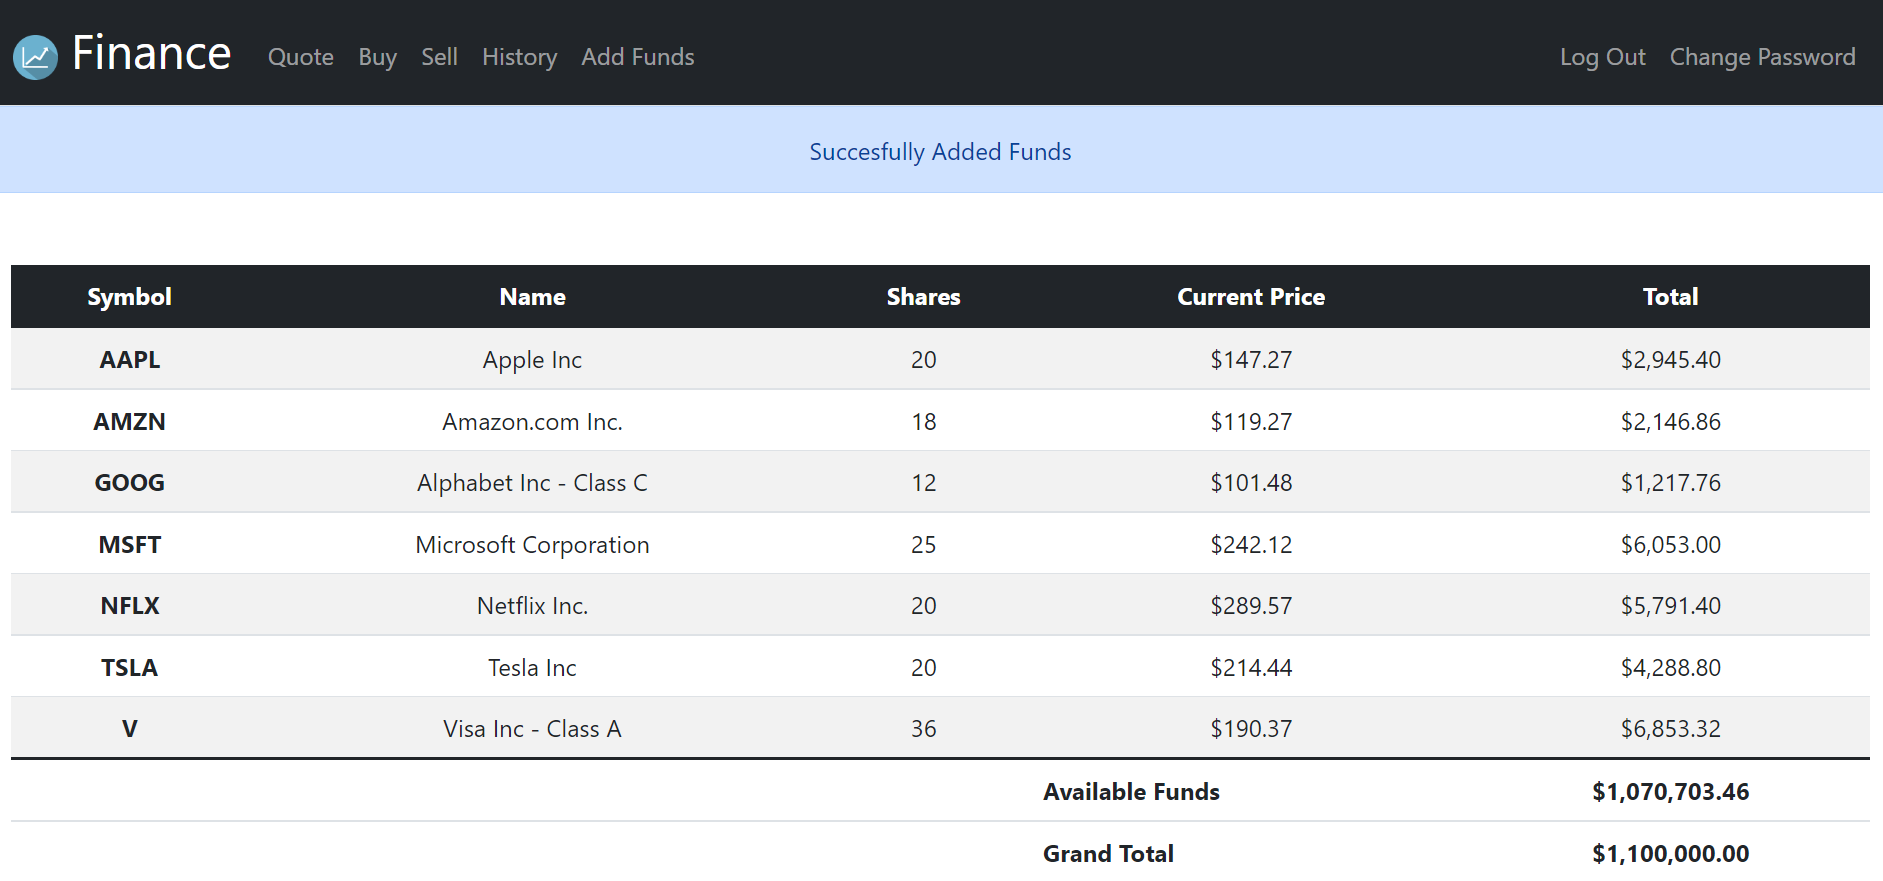 Finance Quote Buy Sell History Add Funds Log Out Change Password
Succesfully Added Funds
Symbol Name Shares Current Price Total
AAPL Apple Inc 20 $147.27 $2,945.40
AMZN Amazon.com Inc. 18 $119.27 $2,146.86
GOOG Alphabet Inc - Class C 12 $101.48 $1,217.76
MSFT Microsoft Corporation 25 $242.12 $6,053.00
NFLX Netflix Inc. 20 $289.57 $5,791.40
TSLA Tesla Inc 20 $214.44 $4,288.80
V Visa Inc - Class A 36 $190.37 $6,853.32
Available Funds $1,070,703.46
Grand Total $1,100,000.00